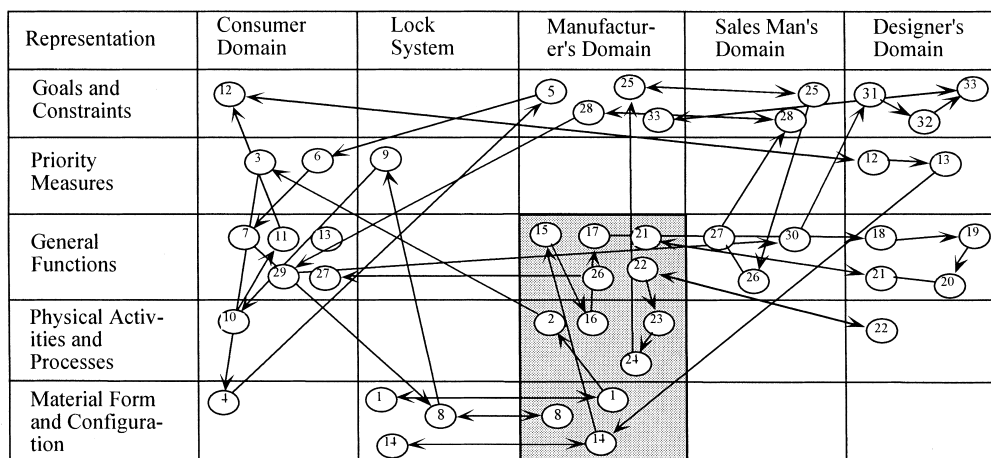 Representation
Consumer
Domain
Lock
System
Manufactur-
er's Domain
Sales Man's
Domain
Designer's
Domain
Goals and
Constraints
12
5
28
25
33
25
28
31
32
33
Priority
Measures
3
6
9
12
13
General
Functions
7
11
13
29
27
15
17
21
26
22
27
30
26
18
19
21
20
Physical Activ-
ities and
Processes
10
2
16
23
24
22
Material Form
and Configura-
tion
4
1
8
14
1
8
14